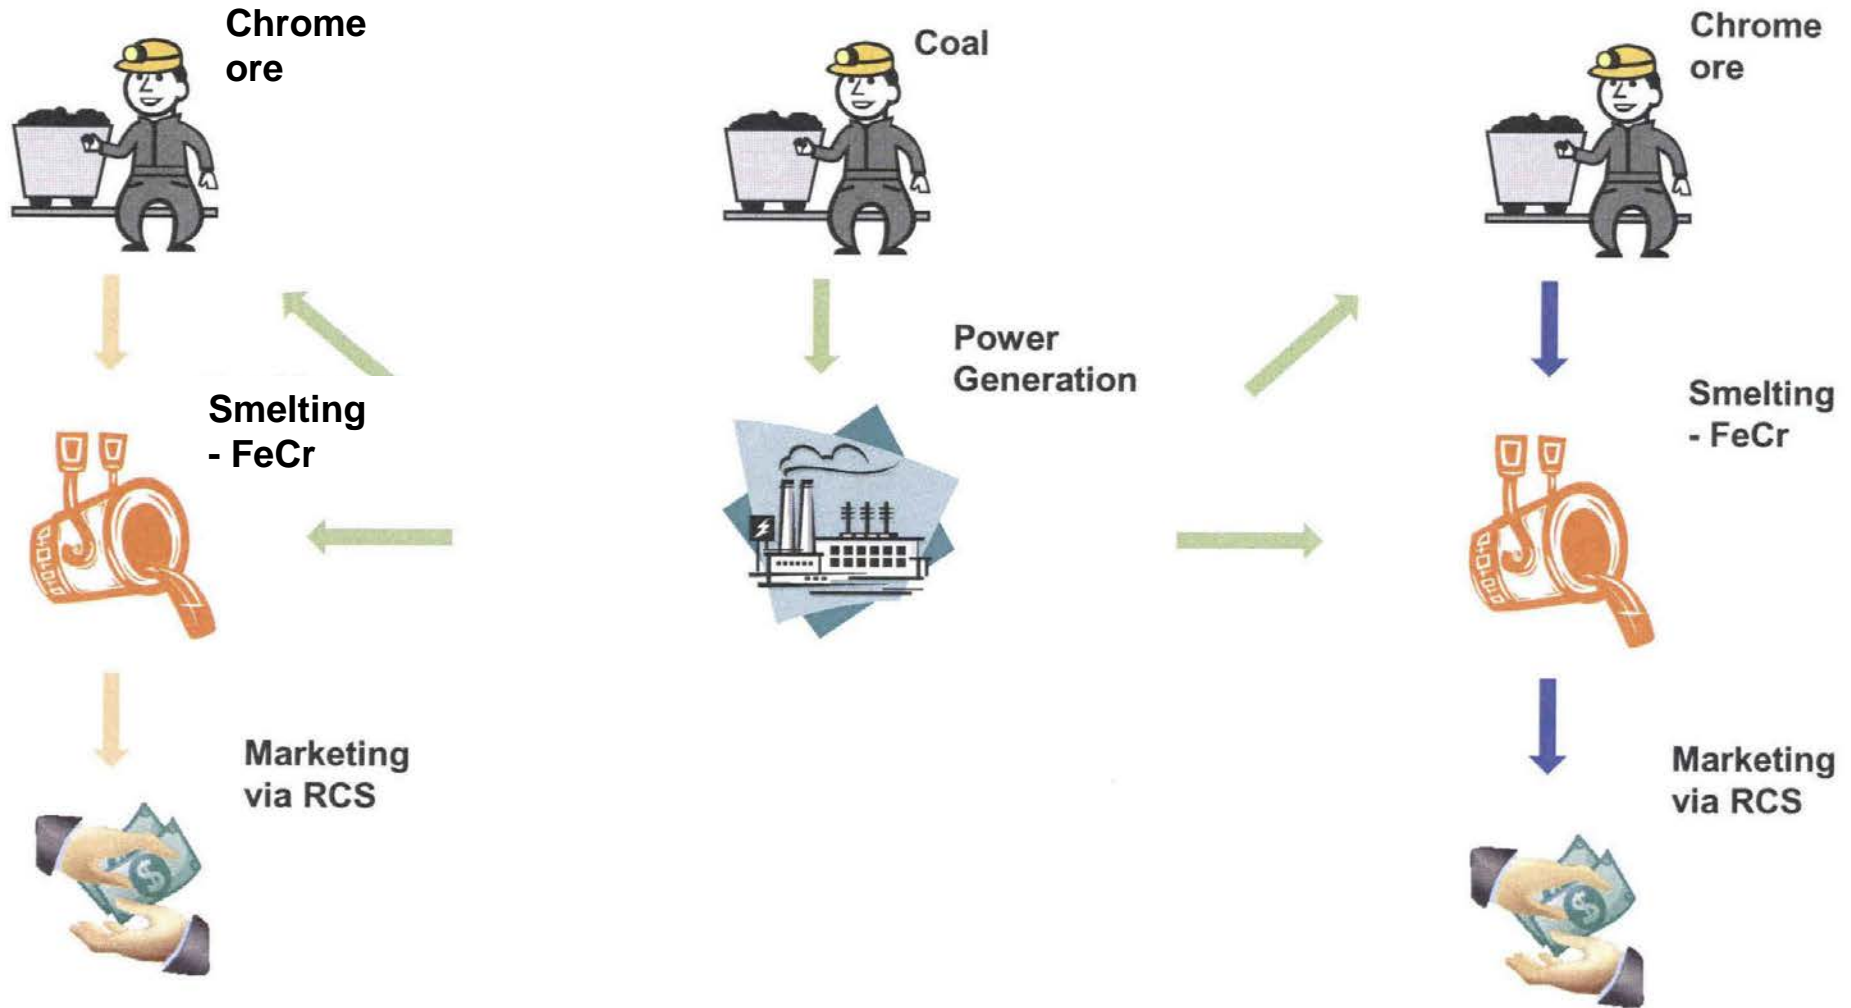 Chrome
ore
Coal
Chrome
ore
Power
Generation
Smelting
- FeCr
Smelting
- FeCr
Marketing
via RCS
Marketing
via RCS